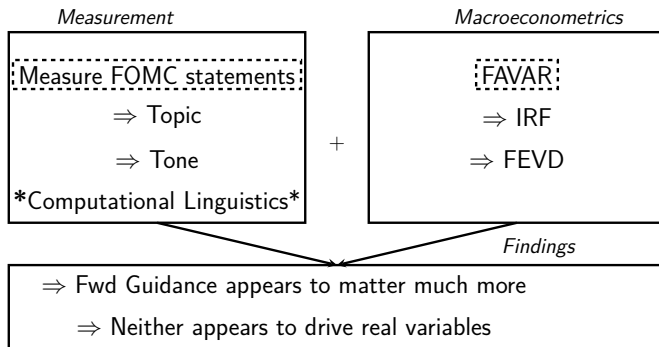 Measurement
Measure FOMC statements
⇒ Topic
⇒ Tone
*Computational Linguistics*
+
Macroeconometrics
FAVAR
⇒ IRF
⇒ FEVD
Findings
⇒ Fwd Guidance appears to matter much more
⇒ Neither appears to drive real variables